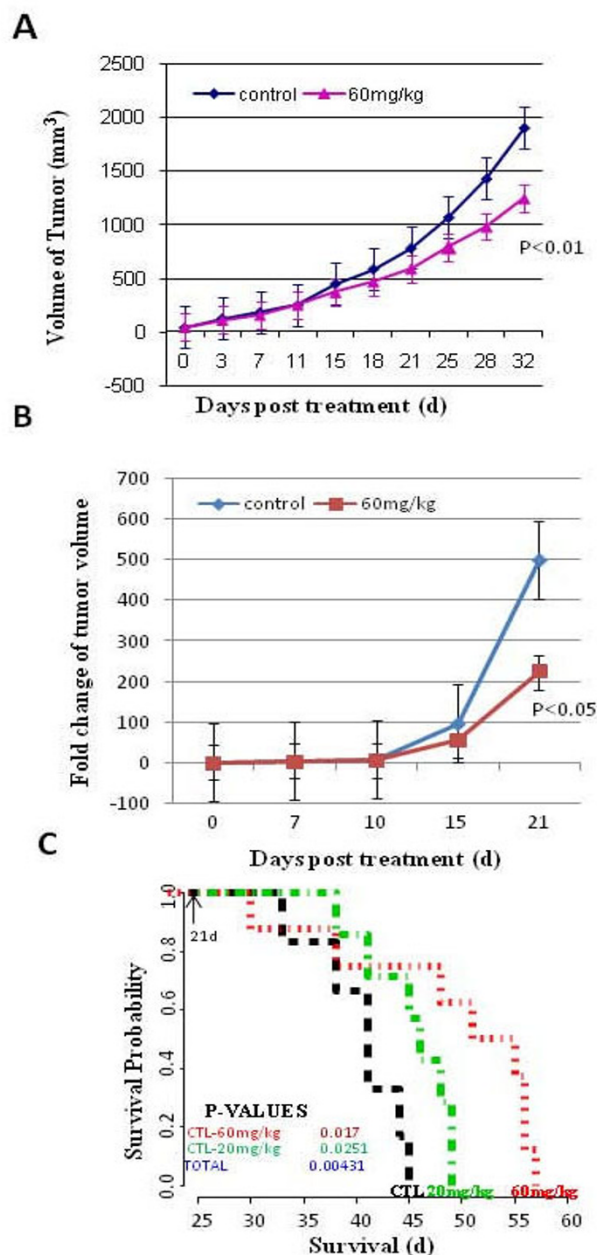 A
2500
2000
1500
1000
500
0
-500
control 60mg/kg
P<0.01
0 3 7 11 15 18 21 25 28 32
Volume of Tumor (mm³)
Days post treatment (d)
B
700
600
500
400
300
200
100
0
-100
control 60mg/kg
P<0.05
0 7 10 15 21
Fold change of tumor volume
Days post treatment (d)
C
1.0
0.8
0.6
0.4
0.2
0.0
Survival Probability
21d
P-VALUES
CTL-60mg/kg 0.017
CTL-20mg/kg 0.0251
TOTAL 0.00431
CTL 20mg/kg 60mg/kg
25 30 35 40 45 50 55 60
Survival (d)